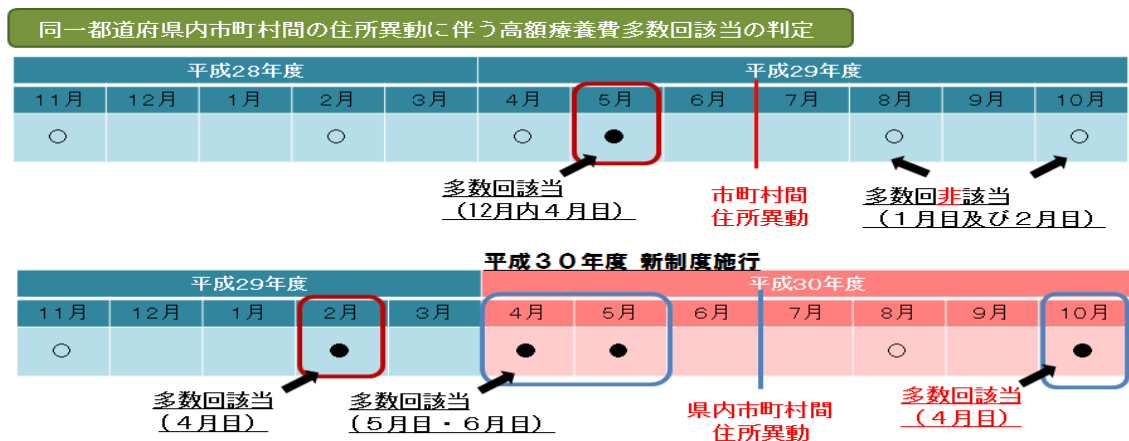 同一都道府県内市町村間の住所異動に伴う高額療養費多数回該当の判定
平成28年度 平成29年度
11月 12月 1月 2月 3月 4月 5月 6月 7月 8月 9月 10月
○ ○ ○ ● ○ ○
多数回該当
（12月内４月目）
市町村間
住所異動
多数回非該当
（１月目及び２月目）
平成３０年度 新制度施行
平成29年度 平成30年度
11月 12月 1月 2月 3月 4月 5月 6月 7月 8月 9月 10月
○ ● ● ● ○ ●
多数回該当
（４月目）
多数回該当
（５月目・６月目）
県内市町村間
住所異動
多数回該当
（４月目）